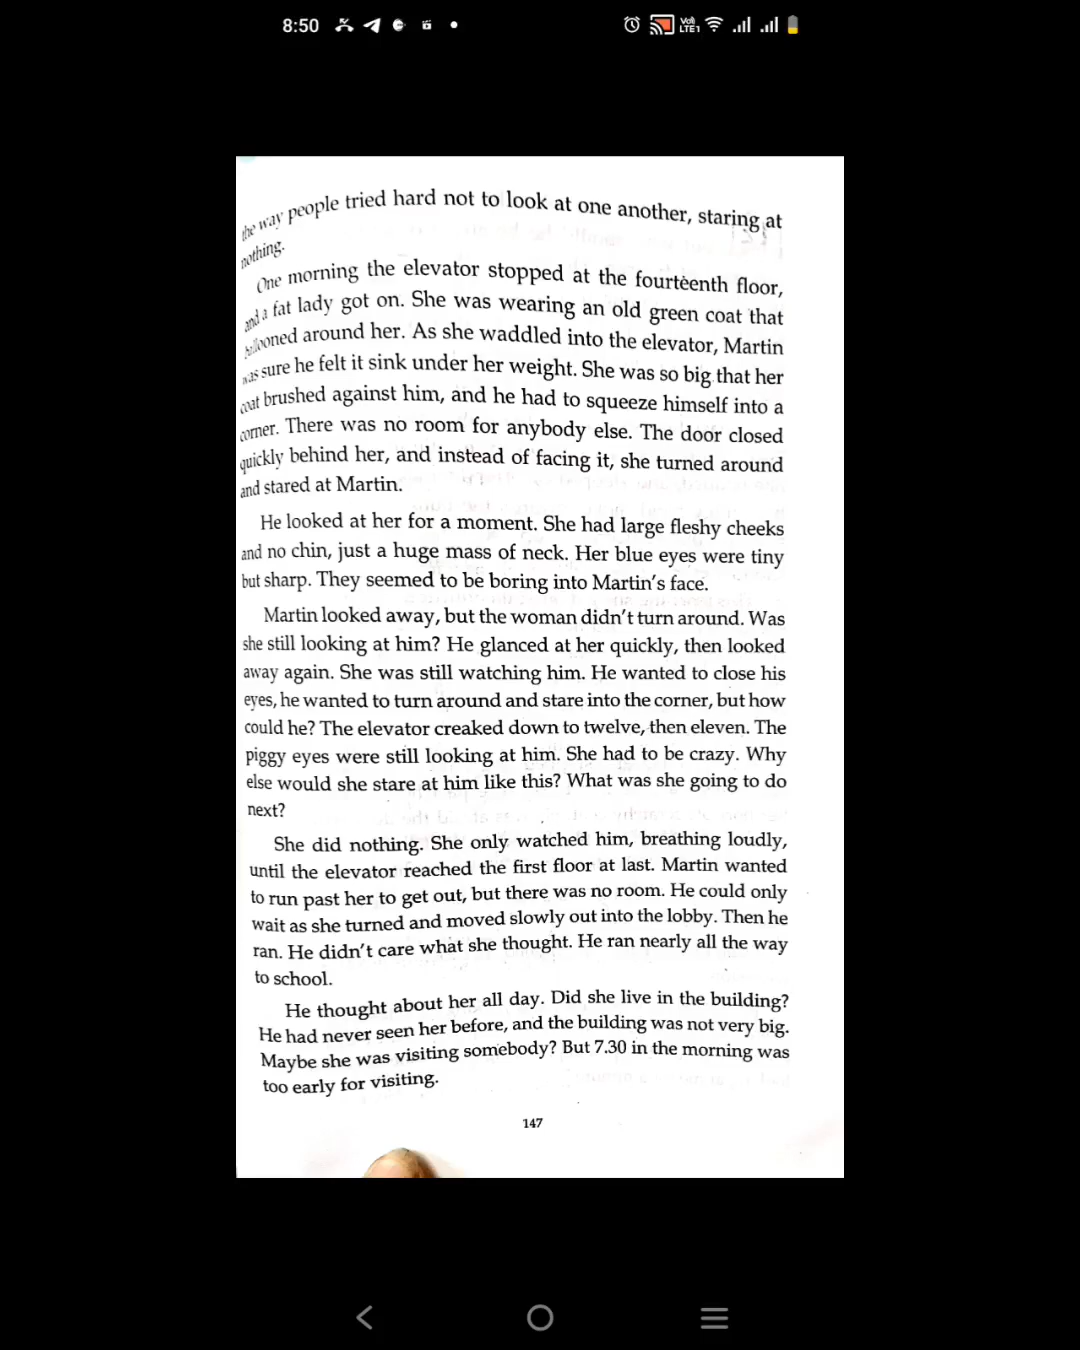 8:50
VoI) LTE1
the way people tried hard not to look at one another, staring at
nothing.
One morning the elevator stopped at the fourteenth floor,
and a fat lady got on. She was wearing an old green coat that
ballooned around her. As she waddled into the elevator, Martin
was sure he felt it sink under her weight. She was so big that her
coat brushed against him, and he had to squeeze himself into a
corner. There was no room for anybody else. The door closed
quickly behind her, and instead of facing it, she turned around
and stared at Martin.
He looked at her for a moment. She had large fleshy cheeks
and no chin, just a huge mass of neck. Her blue eyes were tiny
but sharp. They seemed to be boring into Martin's face.
Martin looked away, but the woman didn't turn around. Was
she still looking at him? He glanced at her quickly, then looked
away again. She was still watching him. He wanted to close his
eyes, he wanted to turn around and stare into the corner, but how
could he? The elevator creaked down to twelve, then eleven. The
piggy eyes were still looking at him. She had to be crazy. Why
else would she stare at him like this? What was she going to do
next?
She did nothing. She only watched him, breathing loudly,
until the elevator reached the first floor at last. Martin wanted
to run past her to get out, but there was no room. He could only
wait as she turned and moved slowly out into the lobby. Then he
ran. He didn't care what she thought. He ran nearly all the way
to school.
He thought about her all day. Did she live in the building?
He had never seen her before, and the building was not very big.
Maybe she was visiting somebody? But 7.30 in the morning was
too early for visiting.
147